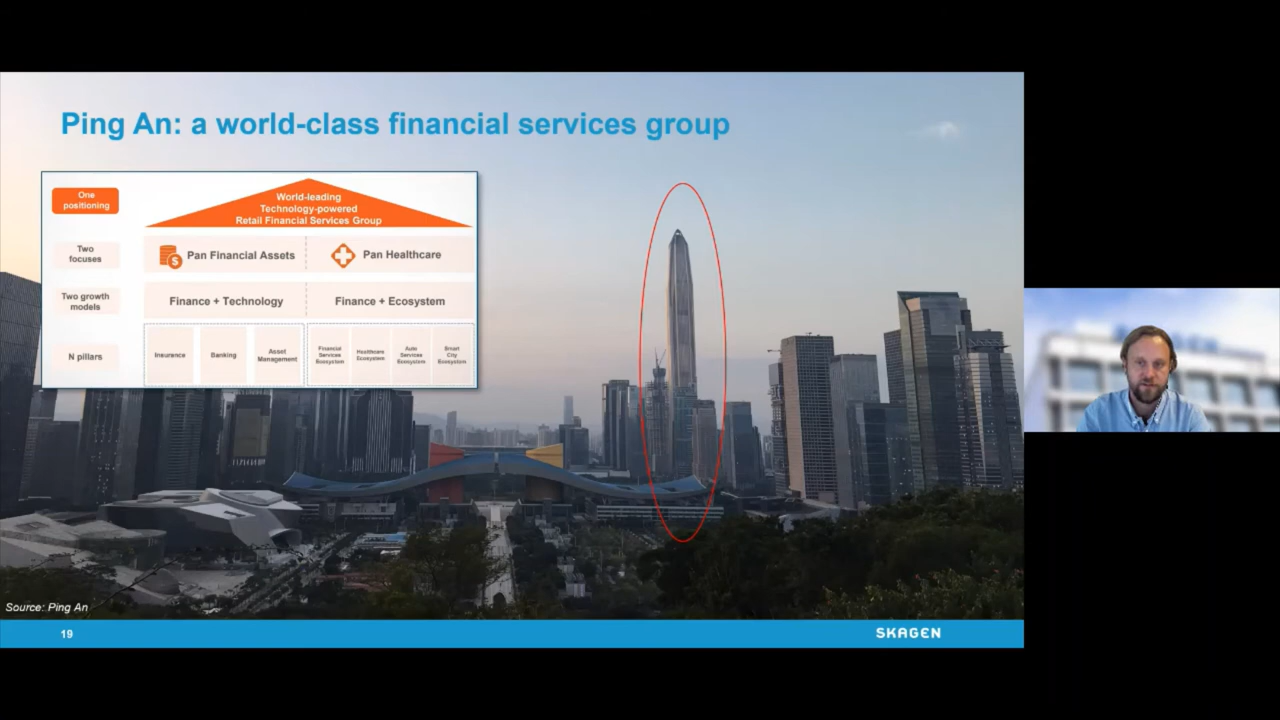 Ping An: a world-class financial services group
One
positioning
World-leading
Technology-powered
Retail Financial Services Group
Two
focuses
Pan Financial Assets
Pan Healthcare
Two growth
models
Finance + Technology
Finance + Ecosystem
N pillars
Insurance
Banking
Asset
Management
Financial
Services
Ecosystem
Healthcare
Ecosystem
Auto
Services
Ecosystem
Smart
City
Ecosystem
Source: Ping An
19
SKAGEN